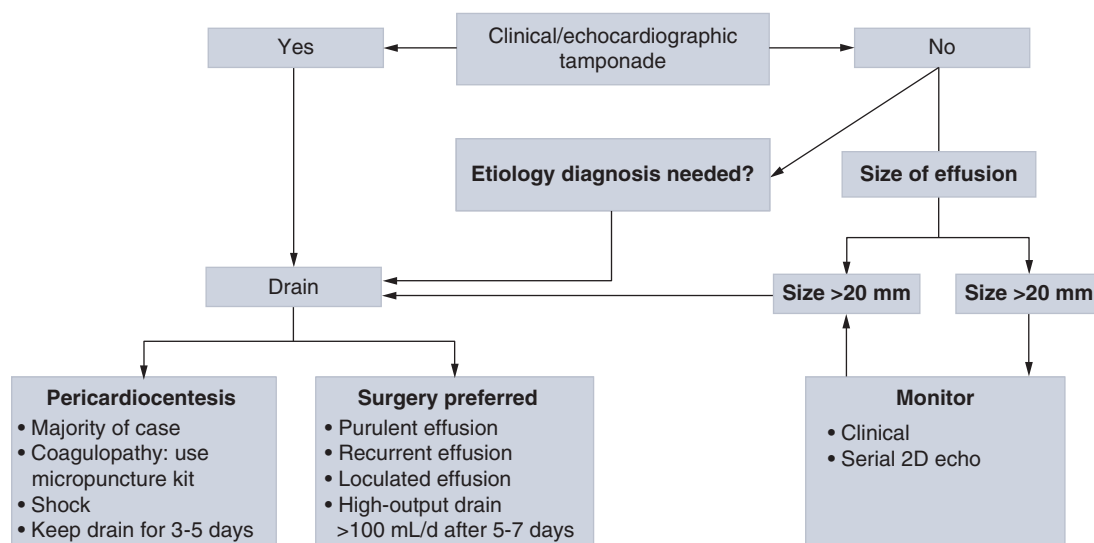 Yes
Clinical/echocardiographic
tamponade
No
Etiology diagnosis needed?
Size of effusion
Drain
Size >20 mm
Size >20 mm
Pericardiocentesis
• Majority of case
• Coagulopathy: use
micropuncture kit
• Shock
• Keep drain for 3-5 days
Surgery preferred
• Purulent effusion
• Recurrent effusion
• Loculated effusion
• High-output drain
>100 mL/d after 5-7 days
Monitor
• Clinical
• Serial 2D echo